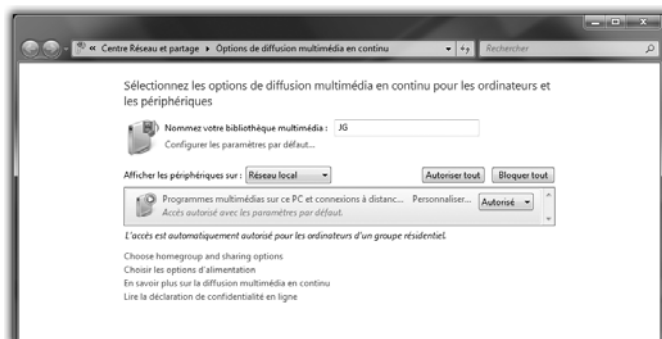 « Centre Réseau et partage ▸ Options de diffusion multimédia en continu
Rechercher
Sélectionnez les options de diffusion multimédia en continu pour les ordinateurs et
les périphériques
Nommez votre bibliothèque multimédia : JG
Configurer les paramètres par défaut...
Afficher les périphériques sur : Réseau local
Autoriser tout
Bloquer tout
Programmes multimédias sur ce PC et connexions à distanc... Personnaliser... Autorisé
Accès autorisé avec les paramètres par défaut.
L'accès est automatiquement autorisé pour les ordinateurs d'un groupe résidentiel.
Choose homegroup and sharing options
Choisir les options d'alimentation
En savoir plus sur la diffusion multimédia en continu
Lire la déclaration de confidentialité en ligne